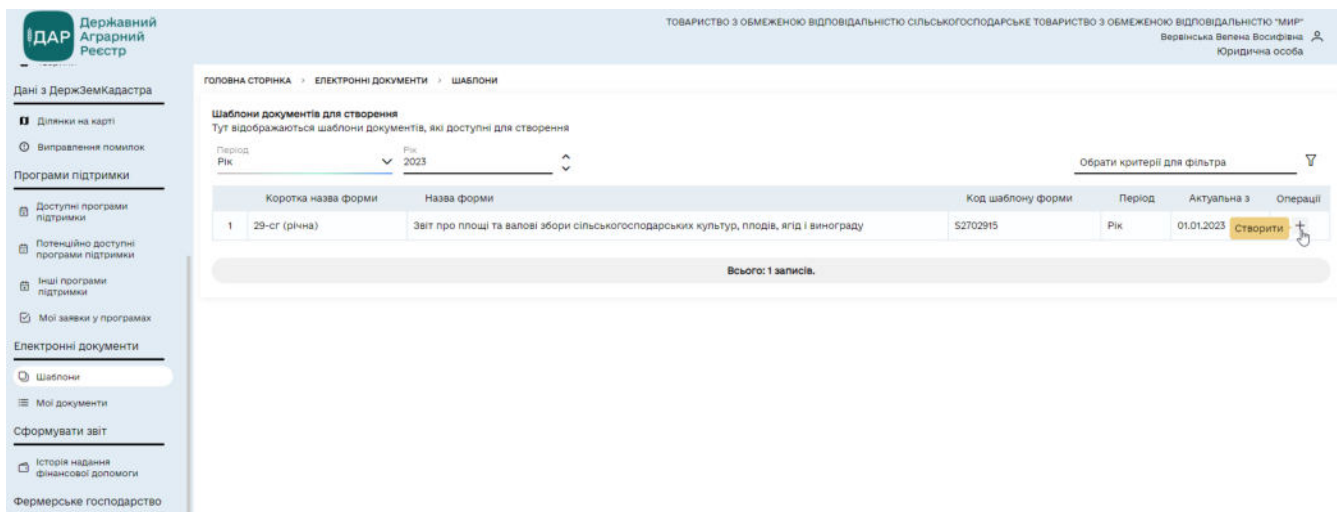 Державний
Аграрний
Реєстр
ДАР
ТОВАРИСТВО З ОБМЕЖЕНОЮ ВІДПОВІДАЛЬНІСТЮ СІЛЬСЬКОГОСПОДАРСЬКЕ ТОВАРИСТВО З ОБМЕЖЕНОЮ ВІДПОВІДАЛЬНІСТЮ "МИР"
Вервінська Велена Восифівна
Юридична особа
Дані з ДержЗемКадастра
Ділянки на карті
Виправлення помилок
Програми підтримки
Доступні програми
підтримки
Потенційно доступні
програми підтримки
Інші програми
підтримки
Мої заявки у програмах
Електронні документи
Шаблони
Мої документи
Сформувати звіт
Історія надання
фінансової допомоги
Фермерське господарство
ГОЛОВНА СТОРІНКА > ЕЛЕКТРОННІ ДОКУМЕНТИ > ШАБЛОНИ
Шаблони документів для створення
Тут відображаються шаблони документів, які доступні для створення
Період Рік
Рік 2023
Обрати критерії для фільтра
Коротка назва форми Назва форми Код шаблону форми Період Актуальна з Операції
1 29-сг (річна) Звіт про площі та валові збори сільськогосподарських культур, плодів, ягід і винограду S2702915 Рік 01.01.2023 Створити +
Всього: 1 записів.